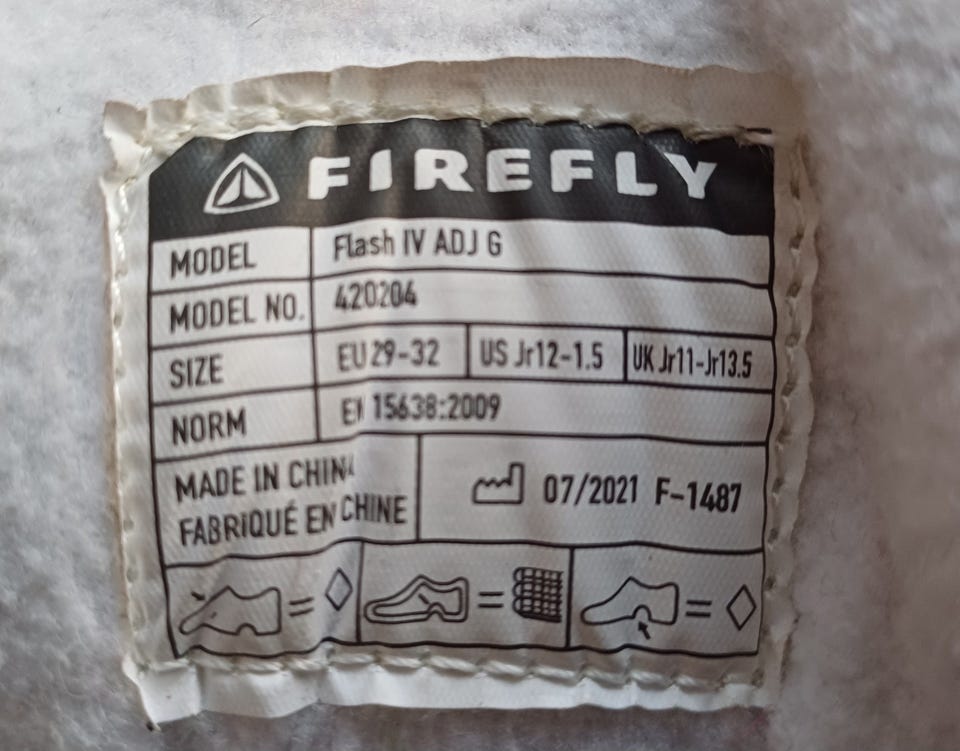 FIREFLY
MODEL Flash IV ADJ G
MODEL NO. 420204
SIZE EU 29-32 US Jr12-1.5 UK Jr11-Jr13.5
NORM EN 15638:2009
MADE IN CHINA
FABRIQUÉ EN CHINE
07/2021 F-1487
= = =